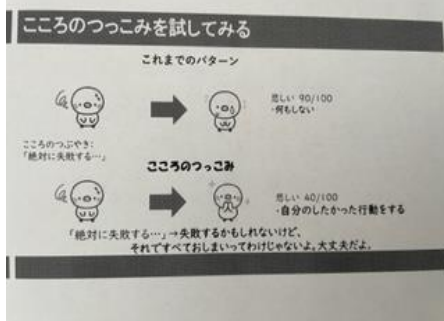 こころのつっこみを試してみる
これまでのパターン
悲しい 90/100
・何もしない
こころのつぶやき:
「絶対に失敗する…」
こころのつっこみ
悲しい 40/100
・自分のしたかった行動をする
「絶対に失敗する…」→失敗するかもしれないけど、
それですべておしまいってわけじゃないよ。大丈夫だよ。